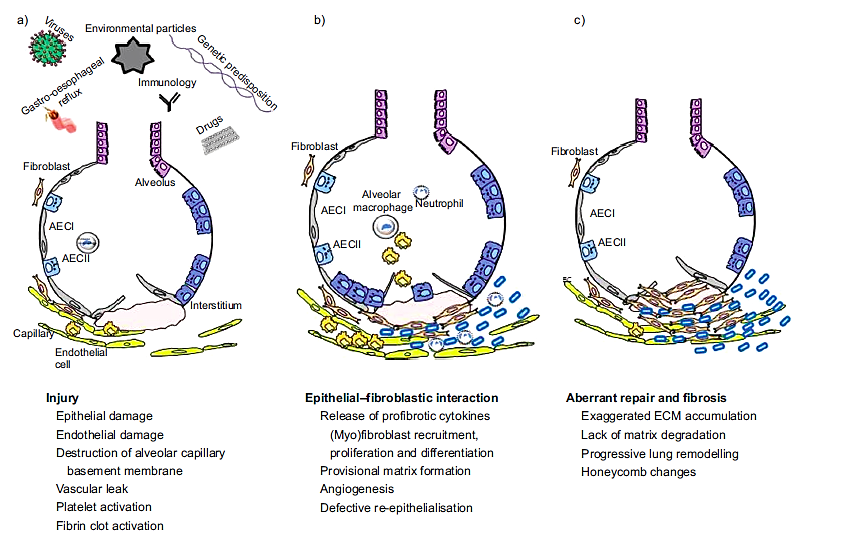 a)
Viruses
Environmental particles
Genetic predisposition
Gastro-oesophageal
reflux
Immunology
Drugs
Fibroblast
Alveolus
AECI
AECII
Interstitium
Capillary
Endothelial
cell
Injury
Epithelial damage
Endothelial damage
Destruction of alveolar capillary
basement membrane
Vascular leak
Platelet activation
Fibrin clot activation
b)
Fibroblast
AECI
Alveolar
macrophage
Neutrophil
AECII
Epithelial–fibroblastic interaction
Release of profibrotic cytokines
(Myo)fibroblast recruitment,
proliferation and differentiation
Provisional matrix formation
Angiogenesis
Defective re-epithelialisation
c)
Fibroblast
AECI
AECII
Aberrant repair and fibrosis
Exaggerated ECM accumulation
Lack of matrix degradation
Progressive lung remodelling
Honeycomb changes